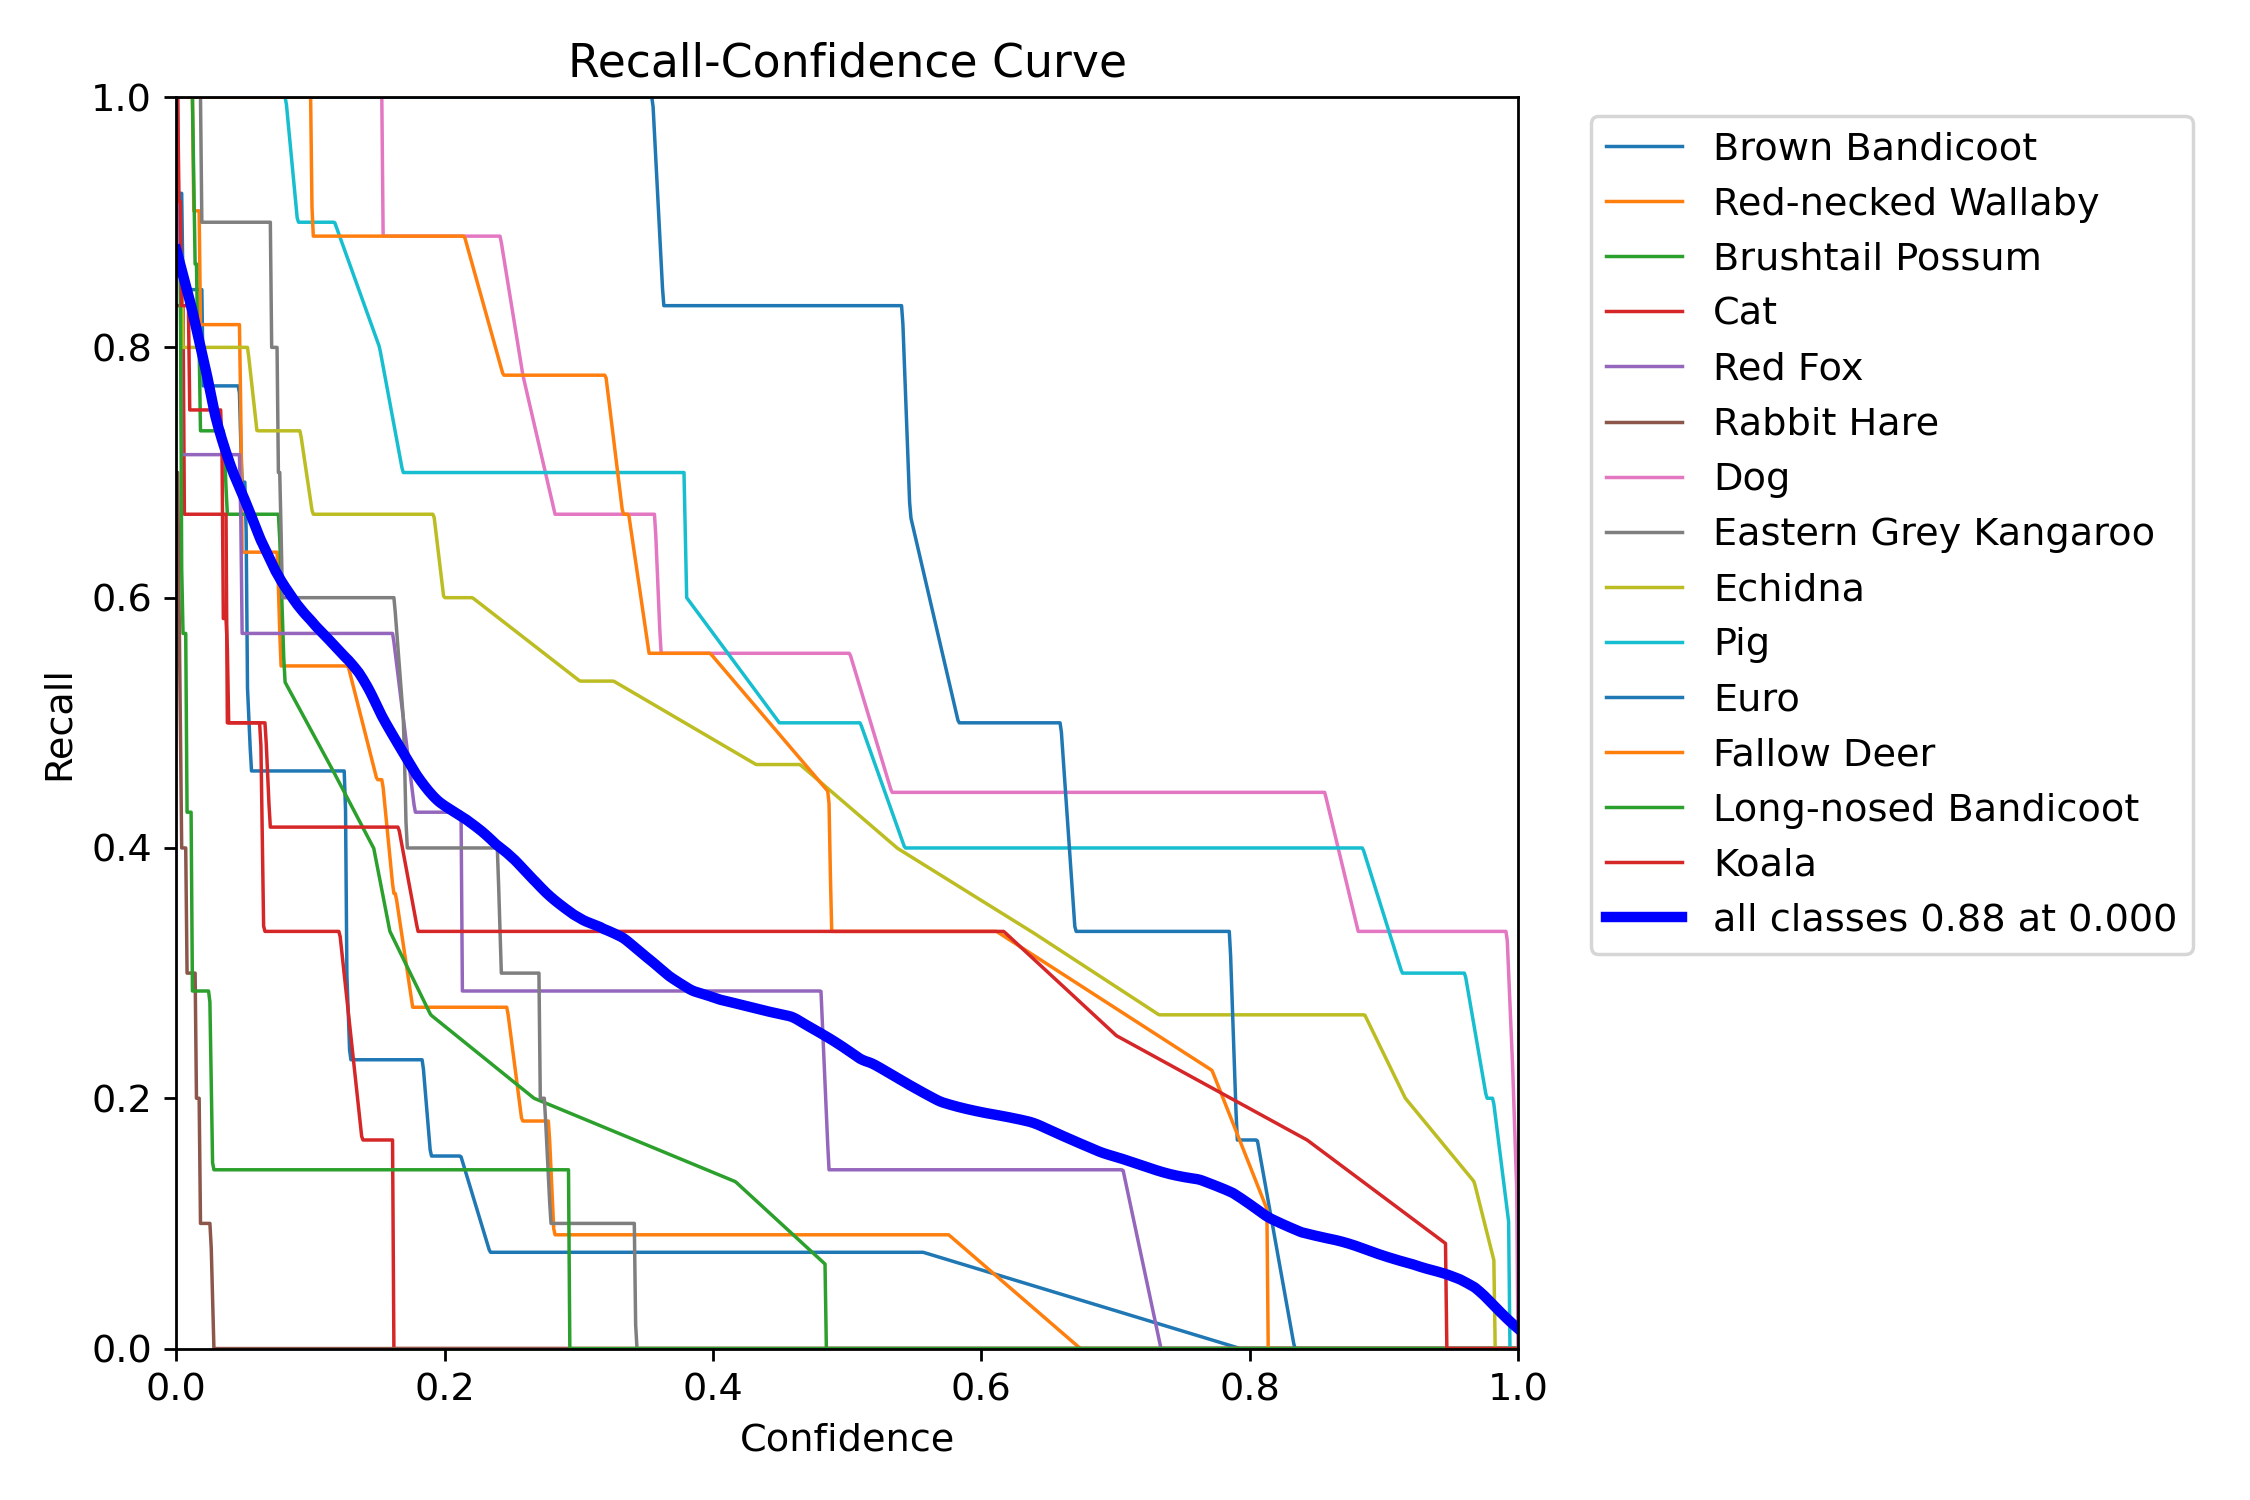 Recall-Confidence Curve
1.0
0.8
0.6
0.4
0.2
0.0
Recall
0.0 0.2 0.4 0.6 0.8 1.0
Confidence
Brown Bandicoot
Red-necked Wallaby
Brushtail Possum
Cat
Red Fox
Rabbit Hare
Dog
Eastern Grey Kangaroo
Echidna
Pig
Euro
Fallow Deer
Long-nosed Bandicoot
Koala
all classes 0.88 at 0.000